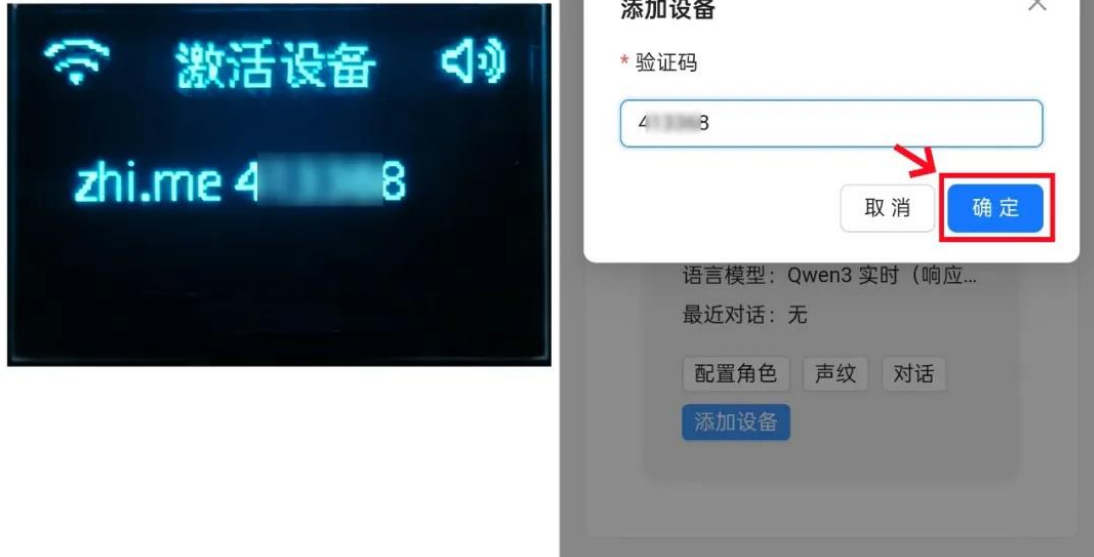 激活设备
zhi.me 4 8
添加设备
* 验证码
4 8
取 消
确 定
语言模型：Qwen3 实时（响应...
最近对话：无
配置角色
声纹
对话
添加设备